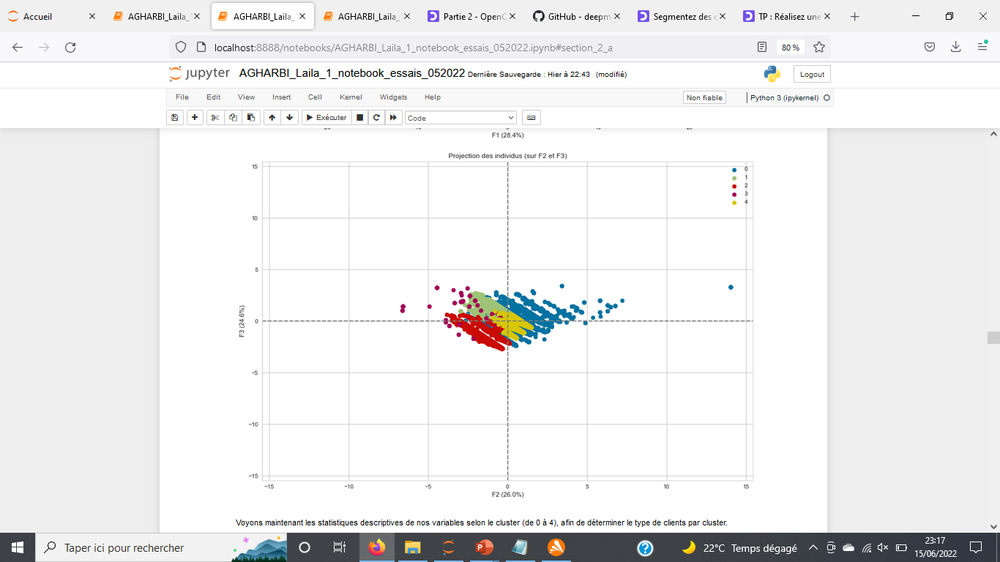 Accueil
AGHARBI_Laila_1
AGHARBI_Laila_
AGHARBI_Laila_1
Partie 2 - OpenC
GitHub - deepm
Segmentez des c
TP : Réalisez une
localhost:8888/notebooks/AGHARBI_Laila_1_notebook_essais_052022.ipynb#section_2_a
80 %
jupyter AGHARBI_Laila_1_notebook_essais_052022 Dernière Sauvegarde : Hier à 22:43 (modifié)
Logout
File Edit View Insert Cell Kernel Widgets Help
Non fiable
Python 3 (ipykernel)
Exécuter
Code
F1 (28.4%)
Projection des individus (sur F2 et F3)
0
1
2
3
4
15
10
5
0
−5
−10
−15
F3 (24.6%)
−15 −10 −5 0 5 10 15
F2 (26.0%)
Voyons maintenant les statistiques descriptives de nos variables selon le cluster (de 0 à 4), afin de déterminer le type de clients par cluster.
Taper ici pour rechercher
22°C Temps dégagé
23:17
15/06/2022